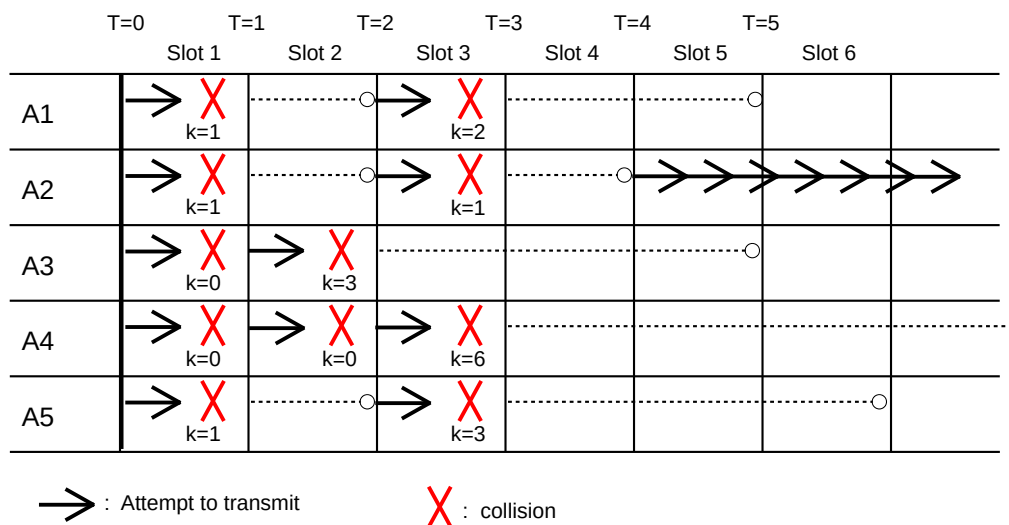 T=0 T=1 T=2 T=3 T=4 T=5
Slot 1 Slot 2 Slot 3 Slot 4 Slot 5 Slot 6
A1
k=1 k=2
A2
k=1 k=1
A3
k=0 k=3
A4
k=0 k=0 k=6
A5
k=1 k=3
: Attempt to transmit : collision